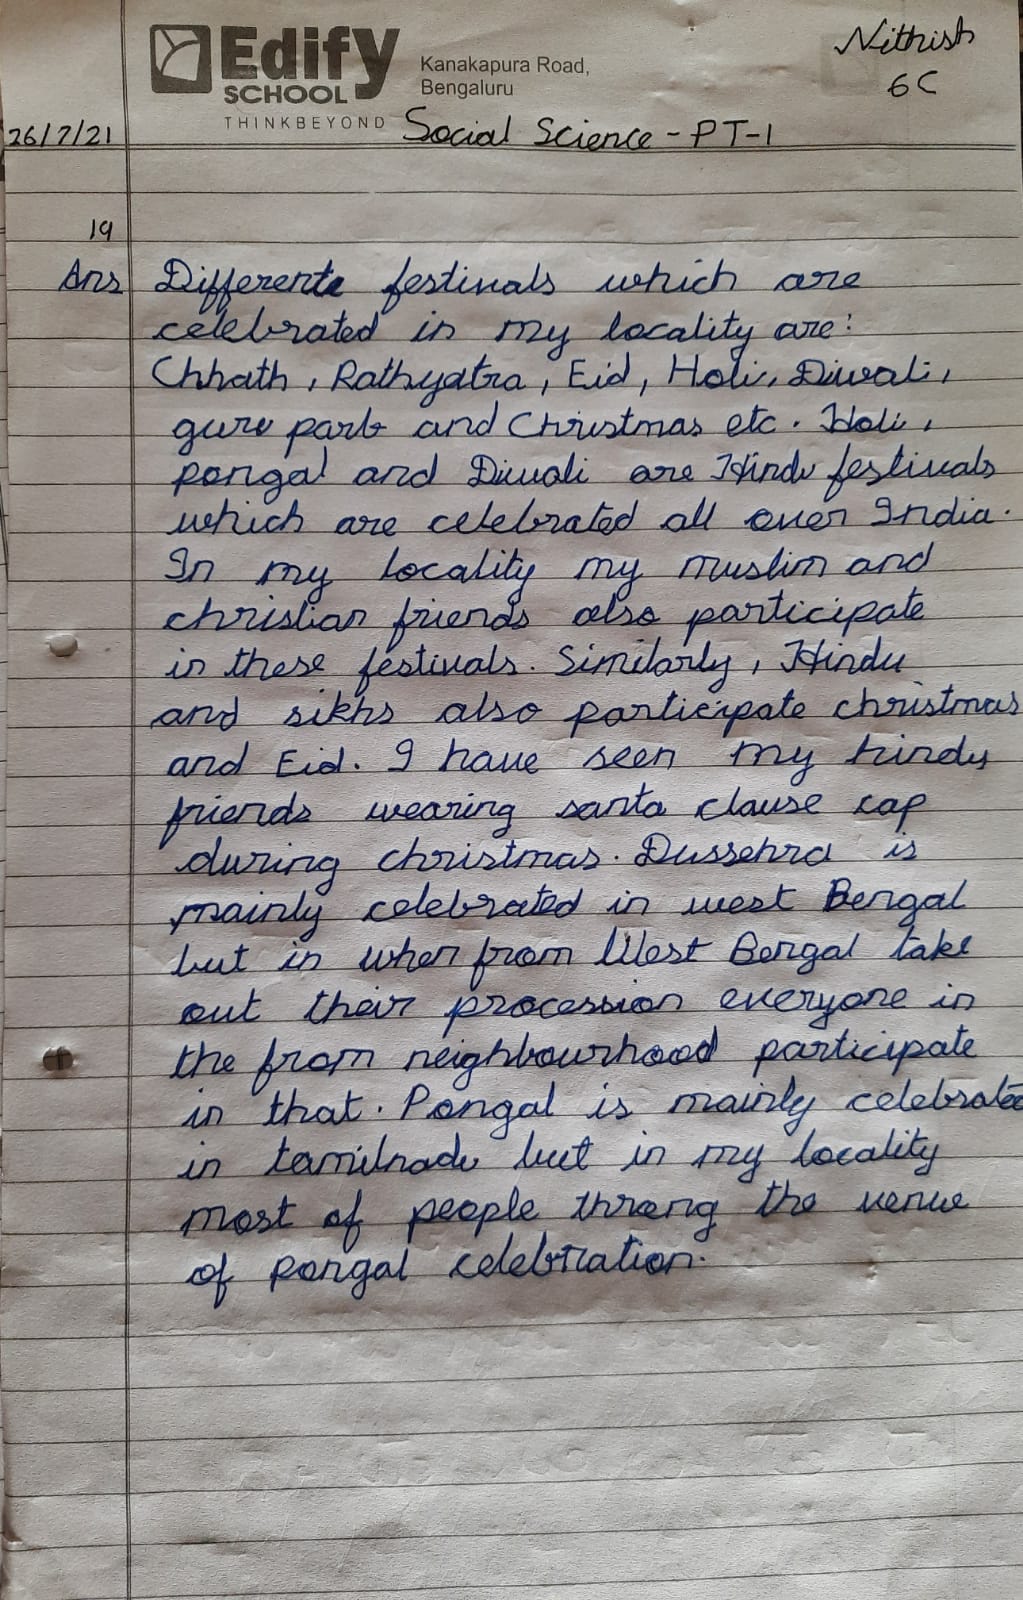 Edify
SCHOOL
THINKBEYOND
Kanakapura Road,
Bengaluru
Nithish
6C
26/7/21
Social Science - PT-1
19
Ans Differente festivals which are
celebrated in my locality are:
Chhath, Rathyatra, Eid, Holi, Diwali,
guru parb and Christmas etc. Holi,
pongal and Diwali are Hindu festivals
which are celebrated all over India.
In my locality my muslim and
christian friends also participate
in these festivals. Similarly, Hindu
and sikhs also participate christmas
and Eid. I have seen my hindu
friends wearing santa clause cap
during christmas. Dussehra is
mainly celebrated in west Bengal
but in when from West Bengal take
out their procession everyone in
the from neighbourhood participate
in that. Pongal is mainly celebrated
in tamilnadu but in my locality
most of people throng the venue
of pongal celebration.